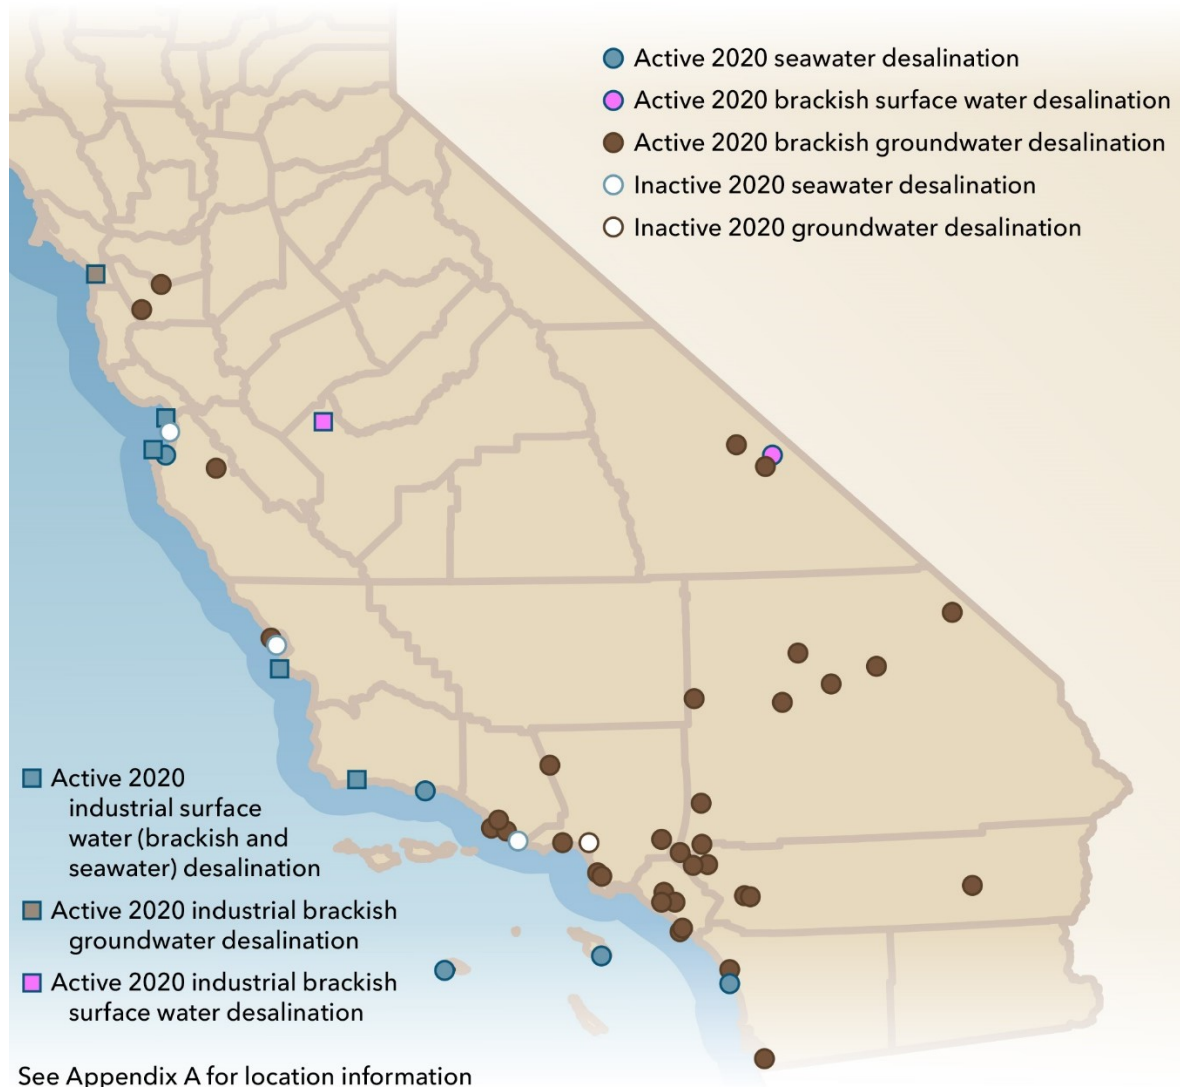 Active 2020 seawater desalination
Active 2020 brackish surface water desalination
Active 2020 brackish groundwater desalination
Inactive 2020 seawater desalination
Inactive 2020 groundwater desalination
Active 2020
industrial surface
water (brackish and
seawater) desalination
Active 2020 industrial brackish
groundwater desalination
Active 2020 industrial brackish
surface water desalination
See Appendix A for location information